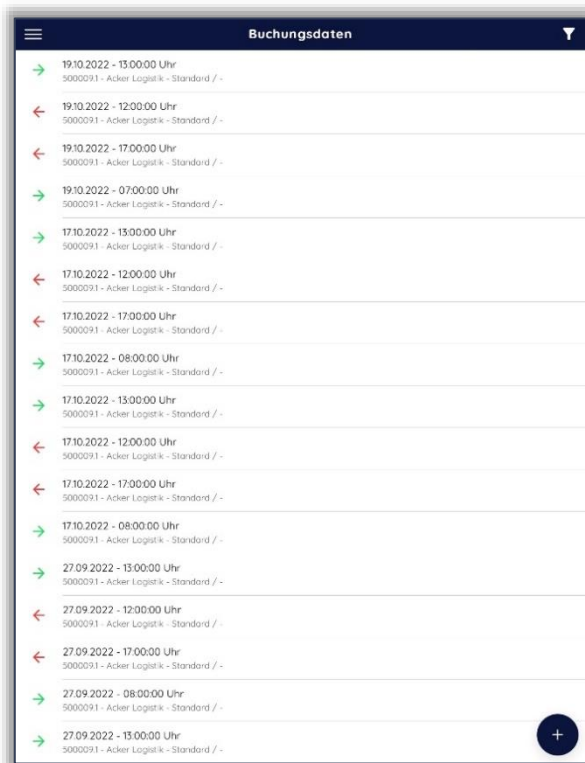 Buchungsdaten
19.10.2022 - 13:00:00 Uhr
500009.1 - Acker Logistik - Standard / -
19.10.2022 - 12:00:00 Uhr
500009.1 - Acker Logistik - Standard / -
19.10.2022 - 17:00:00 Uhr
500009.1 - Acker Logistik - Standard / -
19.10.2022 - 07:00:00 Uhr
500009.1 - Acker Logistik - Standard / -
17.10.2022 - 13:00:00 Uhr
500009.1 - Acker Logistik - Standard / -
17.10.2022 - 12:00:00 Uhr
500009.1 - Acker Logistik - Standard / -
17.10.2022 - 17:00:00 Uhr
500009.1 - Acker Logistik - Standard / -
17.10.2022 - 08:00:00 Uhr
500009.1 - Acker Logistik - Standard / -
17.10.2022 - 13:00:00 Uhr
500009.1 - Acker Logistik - Standard / -
17.10.2022 - 12:00:00 Uhr
500009.1 - Acker Logistik - Standard / -
17.10.2022 - 17:00:00 Uhr
500009.1 - Acker Logistik - Standard / -
17.10.2022 - 08:00:00 Uhr
500009.1 - Acker Logistik - Standard / -
27.09.2022 - 13:00:00 Uhr
500009.1 - Acker Logistik - Standard / -
27.09.2022 - 12:00:00 Uhr
500009.1 - Acker Logistik - Standard / -
27.09.2022 - 17:00:00 Uhr
500009.1 - Acker Logistik - Standard / -
27.09.2022 - 08:00:00 Uhr
500009.1 - Acker Logistik - Standard / -
27.09.2022 - 13:00:00 Uhr
500009.1 - Acker Logistik - Standard / -